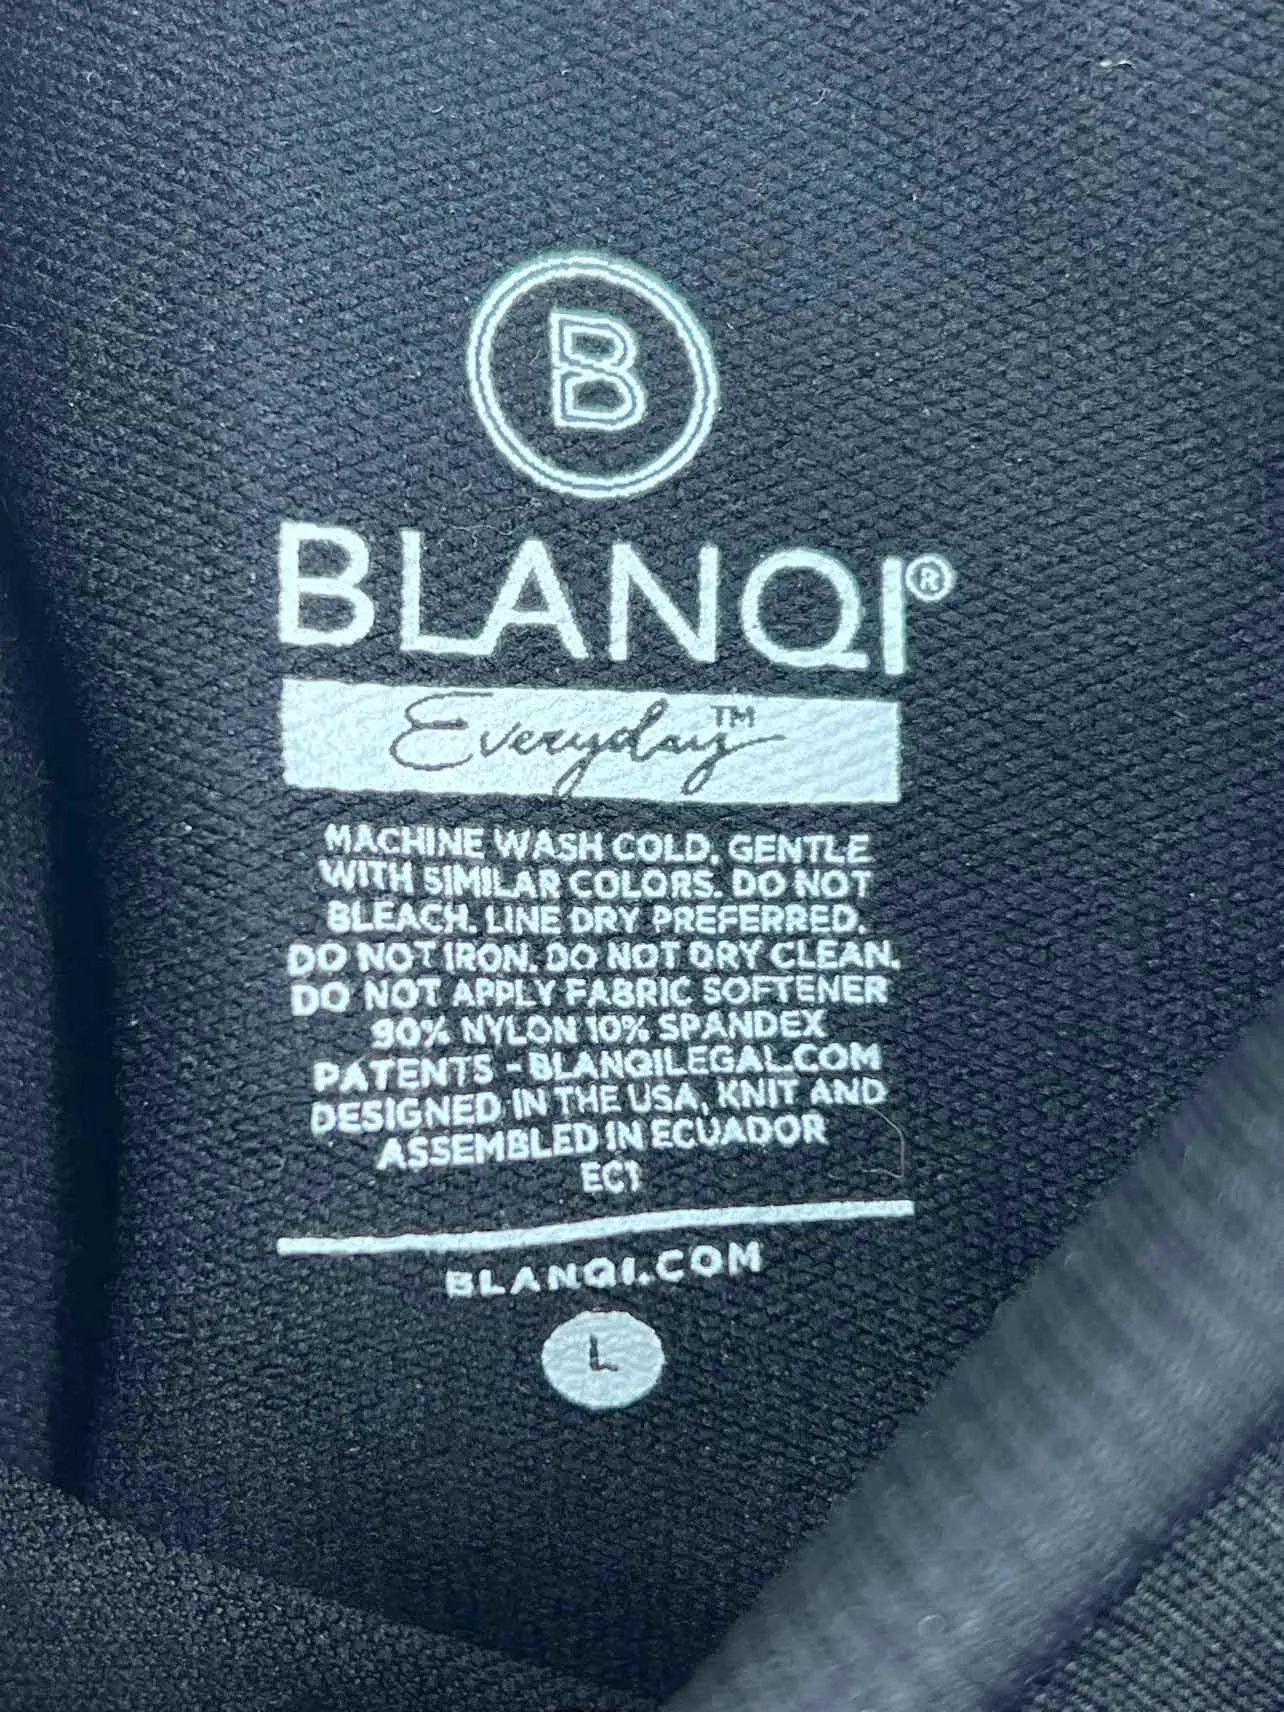 B
BLANQI®
Everyday™
MACHINE WASH COLD. GENTLE
WITH SIMILAR COLORS. DO NOT
BLEACH. LINE DRY PREFERRED.
DO NOT IRON. DO NOT DRY CLEAN.
DO NOT APPLY FABRIC SOFTENER
90% NYLON 10% SPANDEX
PATENTS - BLANQILEGAL.COM
DESIGNED IN THE USA, KNIT AND
ASSEMBLED IN ECUADOR
EC1
BLANQI.COM
L